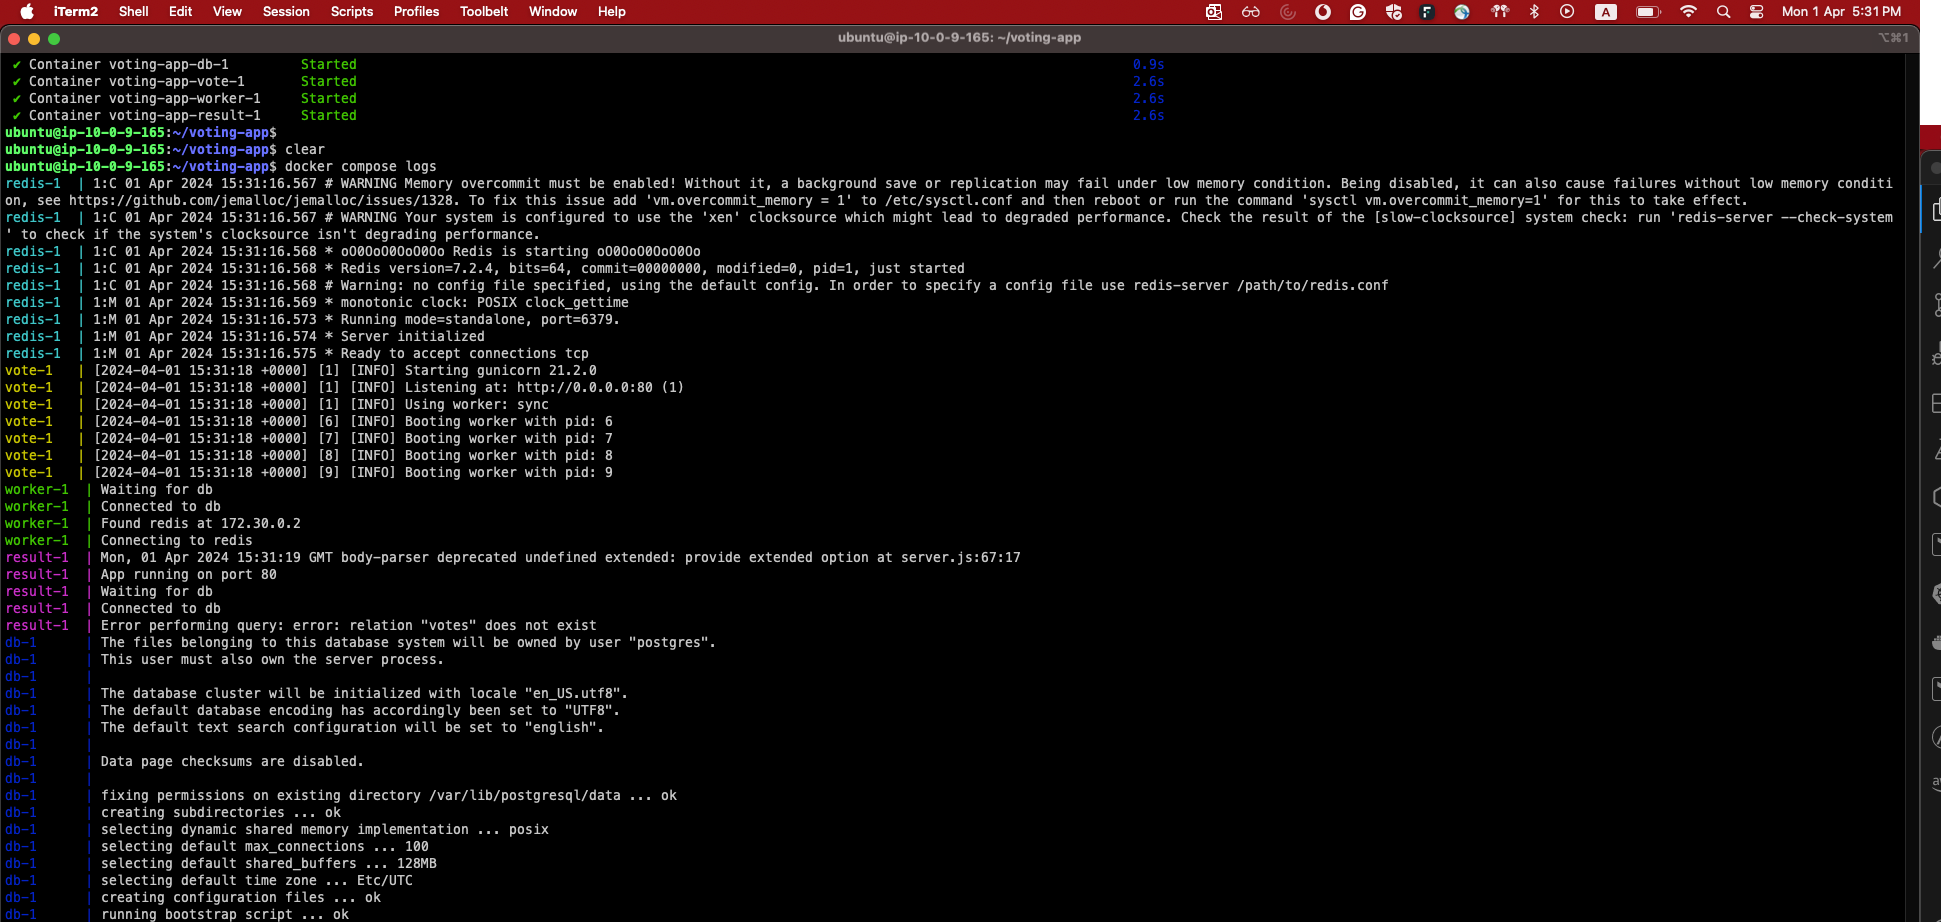 iTerm2 Shell Edit View Session Scripts Profiles Toolbelt Window Help A Mon 1 Apr 5:31 PM
ubuntu@ip-10-0-9-165: ~/voting-app ⌥⌘1
✔ Container voting-app-db-1 Started 0.9s
✔ Container voting-app-vote-1 Started 2.6s
✔ Container voting-app-worker-1 Started 2.6s
✔ Container voting-app-result-1 Started 2.6s
ubuntu@ip-10-0-9-165:~/voting-app$
ubuntu@ip-10-0-9-165:~/voting-app$ clear
ubuntu@ip-10-0-9-165:~/voting-app$ docker compose logs
redis-1 | 1:C 01 Apr 2024 15:31:16.567 # WARNING Memory overcommit must be enabled! Without it, a background save or replication may fail under low memory condition. Being disabled, it can also cause failures without low memory conditi
on, see https://github.com/jemalloc/jemalloc/issues/1328. To fix this issue add 'vm.overcommit_memory = 1' to /etc/sysctl.conf and then reboot or run the command 'sysctl vm.overcommit_memory=1' for this to take effect.
redis-1 | 1:C 01 Apr 2024 15:31:16.567 # WARNING Your system is configured to use the 'xen' clocksource which might lead to degraded performance. Check the result of the [slow-clocksource] system check: run 'redis-server --check-system
' to check if the system's clocksource isn't degrading performance.
redis-1 | 1:C 01 Apr 2024 15:31:16.568 * oO0OoO0OoO0Oo Redis is starting oO0OoO0OoO0Oo
redis-1 | 1:C 01 Apr 2024 15:31:16.568 * Redis version=7.2.4, bits=64, commit=00000000, modified=0, pid=1, just started
redis-1 | 1:C 01 Apr 2024 15:31:16.568 # Warning: no config file specified, using the default config. In order to specify a config file use redis-server /path/to/redis.conf
redis-1 | 1:M 01 Apr 2024 15:31:16.569 * monotonic clock: POSIX clock_gettime
redis-1 | 1:M 01 Apr 2024 15:31:16.573 * Running mode=standalone, port=6379.
redis-1 | 1:M 01 Apr 2024 15:31:16.574 * Server initialized
redis-1 | 1:M 01 Apr 2024 15:31:16.575 * Ready to accept connections tcp
vote-1 | [2024-04-01 15:31:18 +0000] [1] [INFO] Starting gunicorn 21.2.0
vote-1 | [2024-04-01 15:31:18 +0000] [1] [INFO] Listening at: http://0.0.0.0:80 (1)
vote-1 | [2024-04-01 15:31:18 +0000] [1] [INFO] Using worker: sync
vote-1 | [2024-04-01 15:31:18 +0000] [6] [INFO] Booting worker with pid: 6
vote-1 | [2024-04-01 15:31:18 +0000] [7] [INFO] Booting worker with pid: 7
vote-1 | [2024-04-01 15:31:18 +0000] [8] [INFO] Booting worker with pid: 8
vote-1 | [2024-04-01 15:31:18 +0000] [9] [INFO] Booting worker with pid: 9
worker-1 | Waiting for db
worker-1 | Connected to db
worker-1 | Found redis at 172.30.0.2
worker-1 | Connecting to redis
result-1 | Mon, 01 Apr 2024 15:31:19 GMT body-parser deprecated undefined extended: provide extended option at server.js:67:17
result-1 | App running on port 80
result-1 | Waiting for db
result-1 | Connected to db
result-1 | Error performing query: error: relation "votes" does not exist
db-1 | The files belonging to this database system will be owned by user "postgres".
db-1 | This user must also own the server process.
db-1 |
db-1 | The database cluster will be initialized with locale "en_US.utf8".
db-1 | The default database encoding has accordingly been set to "UTF8".
db-1 | The default text search configuration will be set to "english".
db-1 |
db-1 | Data page checksums are disabled.
db-1 |
db-1 | fixing permissions on existing directory /var/lib/postgresql/data ... ok
db-1 | creating subdirectories ... ok
db-1 | selecting dynamic shared memory implementation ... posix
db-1 | selecting default max_connections ... 100
db-1 | selecting default shared_buffers ... 128MB
db-1 | selecting default time zone ... Etc/UTC
db-1 | creating configuration files ... ok
db-1 | running bootstrap script ... ok